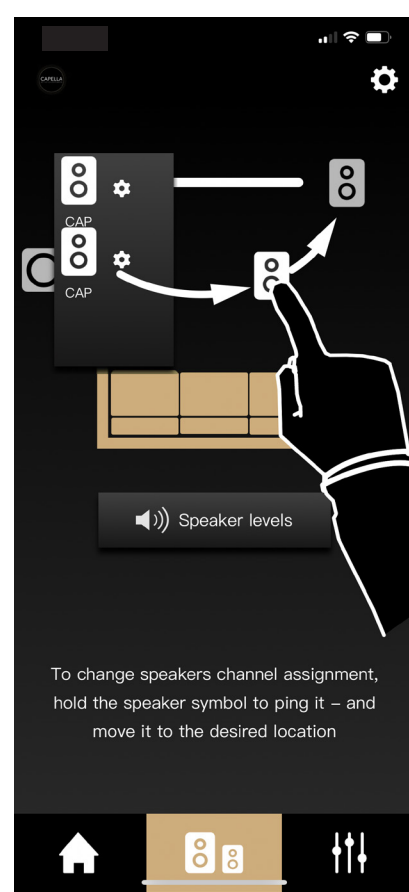 CAPELLA
CAP
CAP
Speaker levels
To change speakers channel assignment,
hold the speaker symbol to ping it – and
move it to the desired location